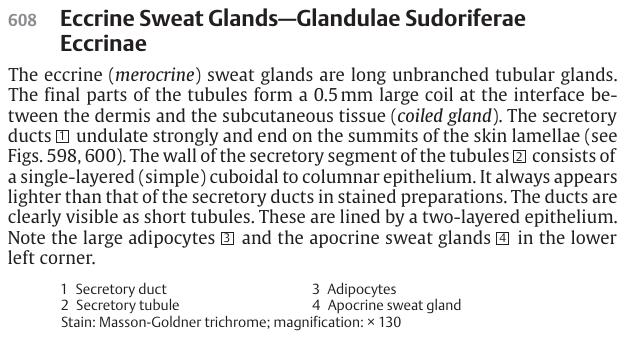 608 Eccrine Sweat Glands—Glandulae Sudoriferae
Eccrinae
The eccrine (merocrine) sweat glands are long unbranched tubular glands.
The final parts of the tubules form a 0.5 mm large coil at the interface be-
tween the dermis and the subcutaneous tissue (coiled gland). The secretory
ducts 1 undulate strongly and end on the summits of the skin lamellae (see
Figs. 598, 600). The wall of the secretory segment of the tubules 2 consists of
a single-layered (simple) cuboidal to columnar epithelium. It always appears
lighter than that of the secretory ducts in stained preparations. The ducts are
clearly visible as short tubules. These are lined by a two-layered epithelium.
Note the large adipocytes 3 and the apocrine sweat glands 4 in the lower
left corner.
1 Secretory duct
2 Secretory tubule
3 Adipocytes
4 Apocrine sweat gland
Stain: Masson-Goldner trichrome; magnification: × 130